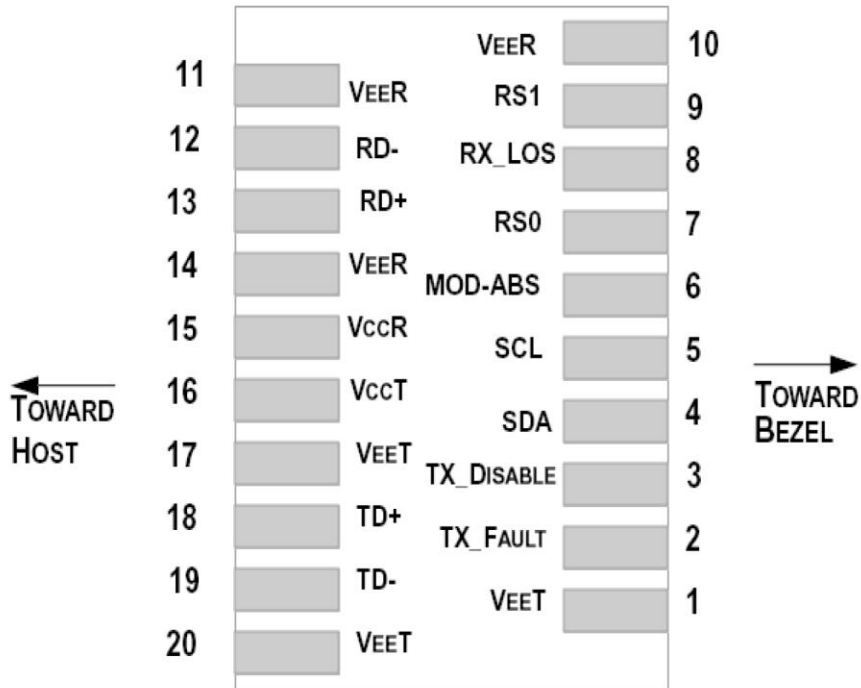 11 VEER
12 RD-
13 RD+
14 VEER
15 VCCR
16 VCCT
17 VEET
18 TD+
19 TD-
20 VEET
VEER 10
RS1 9
RX_LOS 8
RS0 7
MOD-ABS 6
SCL 5
SDA 4
TX_DISABLE 3
TX_FAULT 2
VEET 1
TOWARD
HOST
TOWARD
BEZEL